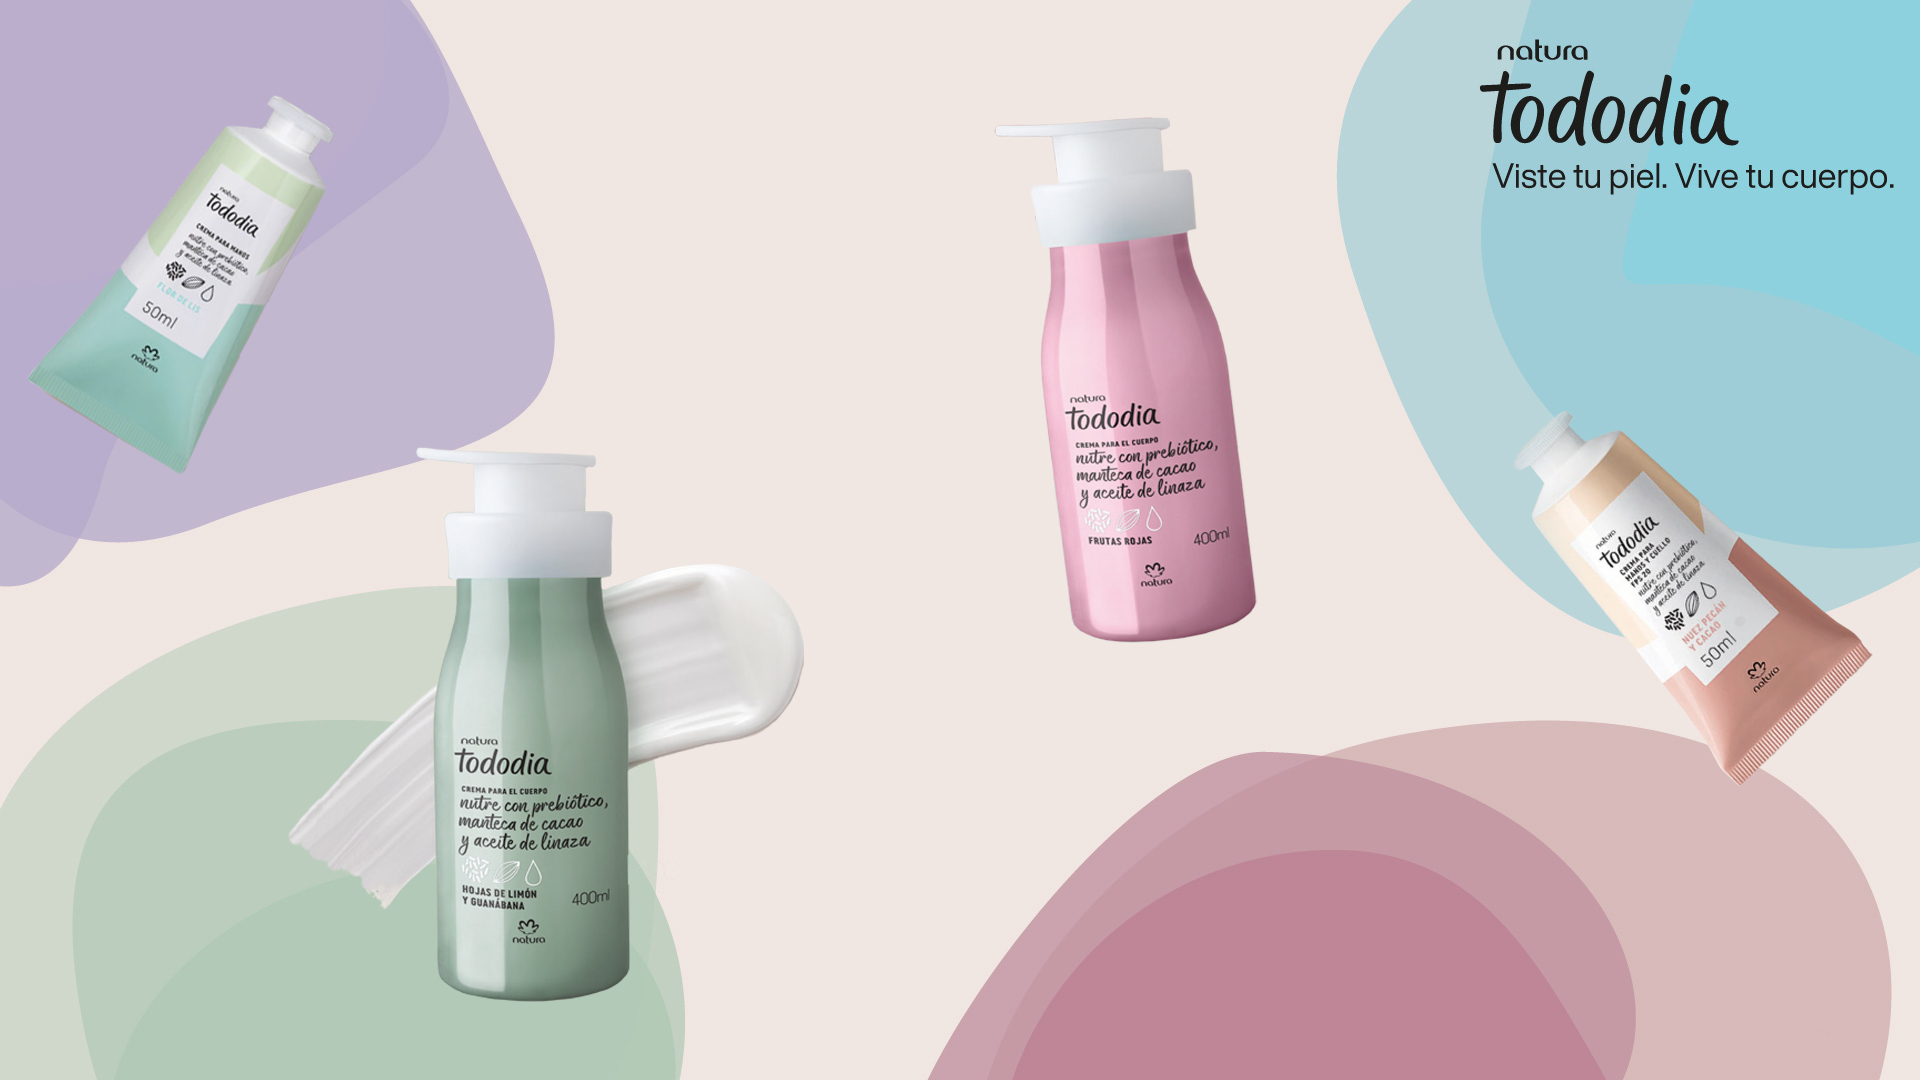 natura
tododia
Viste tu piel. Vive tu cuerpo.
natura
tododia
CREMA PARA MANOS
nutre con prebiótico,
manteca de cacao
y aceite de linaza
FLOR DE LIS
50ml
natura
natura
tododia
CREMA PARA EL CUERPO
nutre con prebiótico,
manteca de cacao
y aceite de linaza
FRUTAS ROJAS
400ml
natura
natura
tododia
CREMA PARA
MANOS Y CUELLO
FPS 20
nutre con prebiótico,
manteca de cacao
y aceite de linaza
NUEZ PECÁN
Y CACAO
50ml
natura
natura
tododia
CREMA PARA EL CUERPO
nutre con prebiótico,
manteca de cacao
y aceite de linaza
HOJAS DE LIMÓN
Y GUANÁBANA
400ml
natura